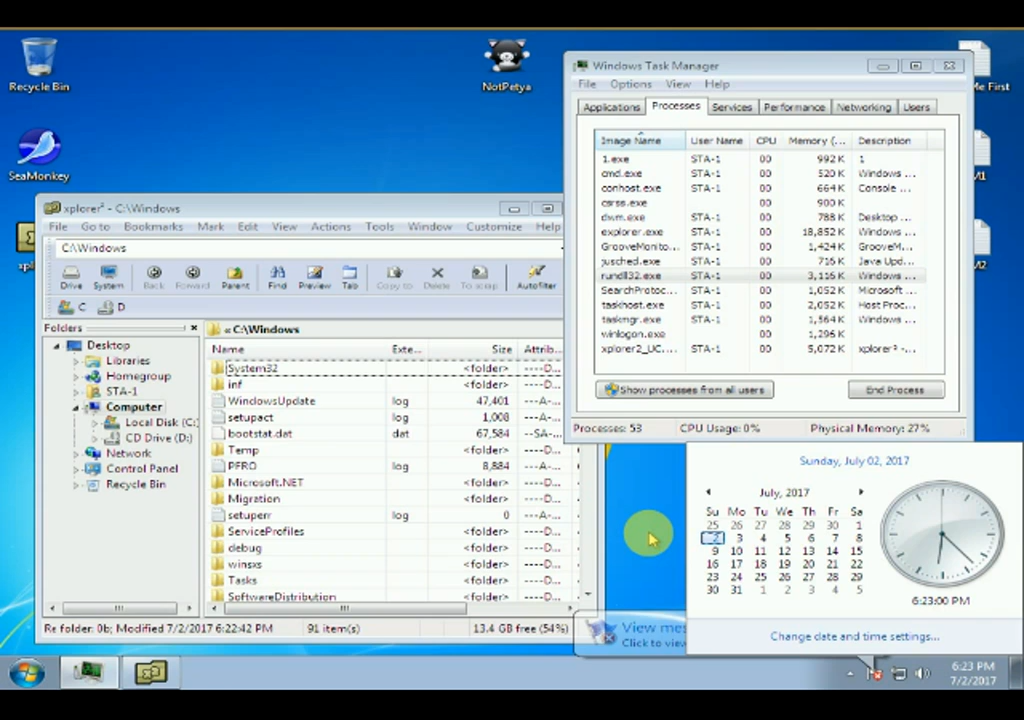 Recycle Bin
NotPetya
Me First
SeaMonkey
Windows Task Manager
File Options View Help
Applications Processes Services Performance Networking Users
Image Name User Name CPU Memory (... Description
1.exe STA-1 00 992 K 1
cmd.exe STA-1 00 520 K Windows ...
conhost.exe STA-1 00 664 K Console ...
csrss.exe 00 900 K
dwm.exe STA-1 00 788 K Desktop ...
explorer.exe STA-1 00 18,852 K Windows ...
GrooveMonito... STA-1 00 1,424 K GrooveM...
jusched.exe STA-1 00 716 K Java Upd...
rundll32.exe STA-1 00 3,116 K Windows ...
SearchProtoc... STA-1 00 1,052 K Microsoft ...
taskhost.exe STA-1 00 2,052 K Host Proc...
taskmgr.exe STA-1 00 1,564 K Windows ...
winlogon.exe 00 1,296 K
xplorer2_UC.... STA-1 00 5,072 K xplorer² -...
Show processes from all users End Process
Processes: 53 CPU Usage: 0% Physical Memory: 27%
xplorer² - C:\Windows
File Go to Bookmarks Mark Edit View Actions Tools Window Customize Help
C:\Windows
Drive System Back Forward Parent Find Preview Tab Copy to Delete To scrap Autofilter
C D
Folders
Desktop
Libraries
Homegroup
STA-1
Computer
Local Disk (C:
CD Drive (D:)
Network
Control Panel
Recycle Bin
« C:\Windows
Name Exte... Size Attrib...
System32 <folder> ----D...
inf <folder> ----D...
WindowsUpdate log 47,401 ---A-...
setupact log 1,008 ---A-...
bootstat.dat dat 67,584 --SA-...
Temp <folder> ----D...
PFRO log 8,884 ---A-...
Microsoft.NET <folder> ----D...
Migration <folder> ----D...
setuperr log 0 ---A-...
ServiceProfiles <folder> ----D...
debug <folder> ----D...
winsxs <folder> ----D...
Tasks <folder> ----D...
SoftwareDistribution <folder> ----D...
Re folder: 0b; Modified 7/2/2017 6:22:42 PM 91 item(s) 13.4 GB free (54%)
Sunday, July 02, 2017
July, 2017
Su Mo Tu We Th Fr Sa
25 26 27 28 29 30 1
2 3 4 5 6 7 8
9 10 11 12 13 14 15
16 17 18 19 20 21 22
23 24 25 26 27 28 29
30 31 1 2 3 4 5
6:23:00 PM
Change date and time settings...
View mes
Click to view
6:23 PM
7/2/2017